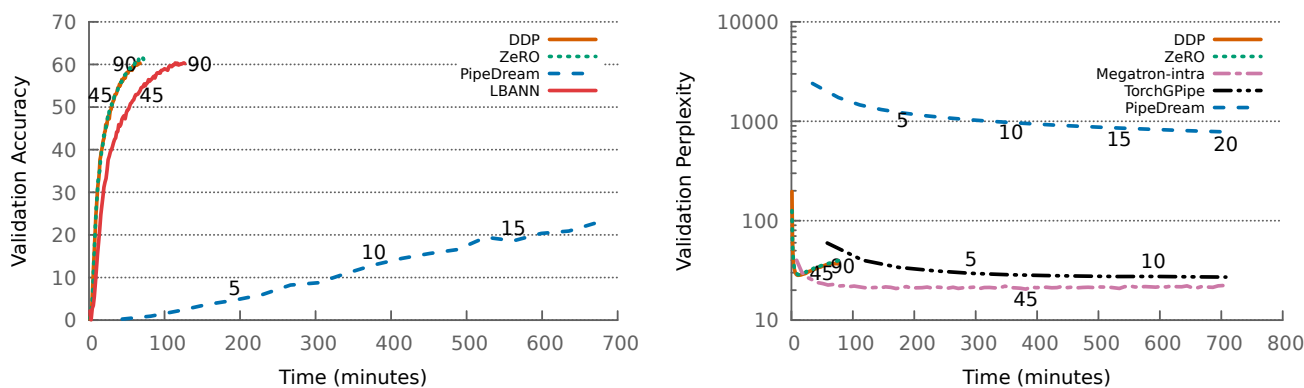 Validation Accuracy
70
60
50
40
30
20
10
0
DDP
ZeRO
PipeDream
LBANN
90
90
45
45
5
10
15
0 100 200 300 400 500 600 700
Time (minutes)
Validation Perplexity
10000
1000
100
10
DDP
ZeRO
Megatron-intra
TorchGPipe
PipeDream
5
10
15
20
5
10
90
45
45
0 100 200 300 400 500 600 700 800
Time (minutes)